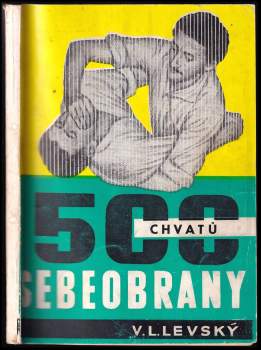 500
CHVATŮ
SEBEOBRANY
V. L. LEVSKÝ